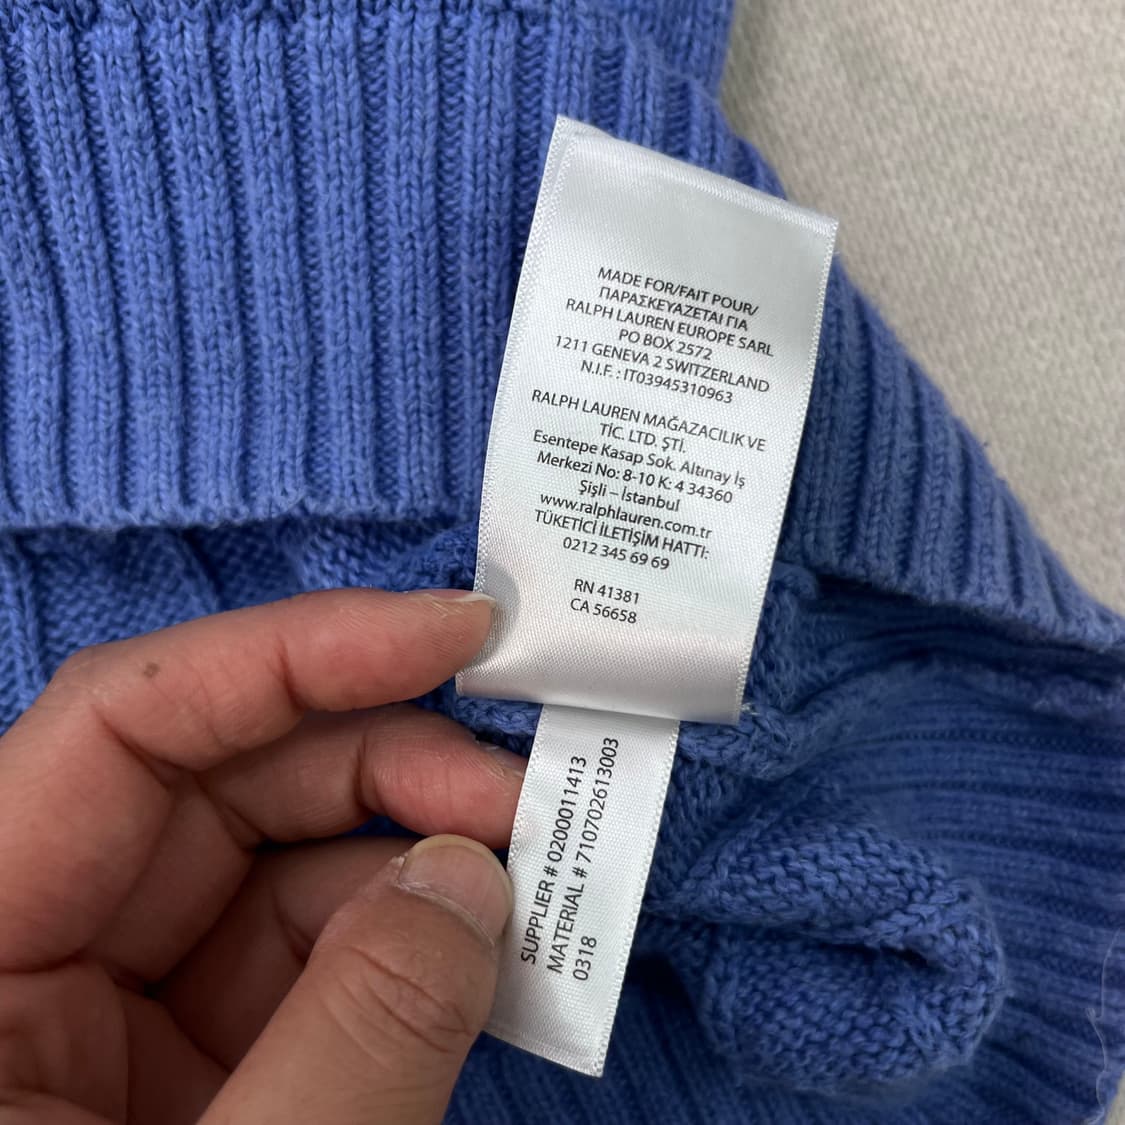 MADE FOR/FAIT POUR/
ΠΑΡΑΣΚΕΥΑΖΕΤΑΙ ΓΙΑ
RALPH LAUREN EUROPE SARL
PO BOX 2572
1211 GENEVA 2 SWITZERLAND
N.I.F. : IT03945310963
RALPH LAUREN MAĞAZACILIK VE
TİC. LTD. ŞTİ.
Esentepe Kasap Sok. Altınay İş
Merkezi No: 8-10 K: 4 34360
Şişli – İstanbul
www.ralphlauren.com.tr
TÜKETİCİ İLETİŞİM HATTI:
0212 345 69 69
RN 41381
CA 56658
SUPPLIER # 0200011413
MATERIAL # 710702613003
0318